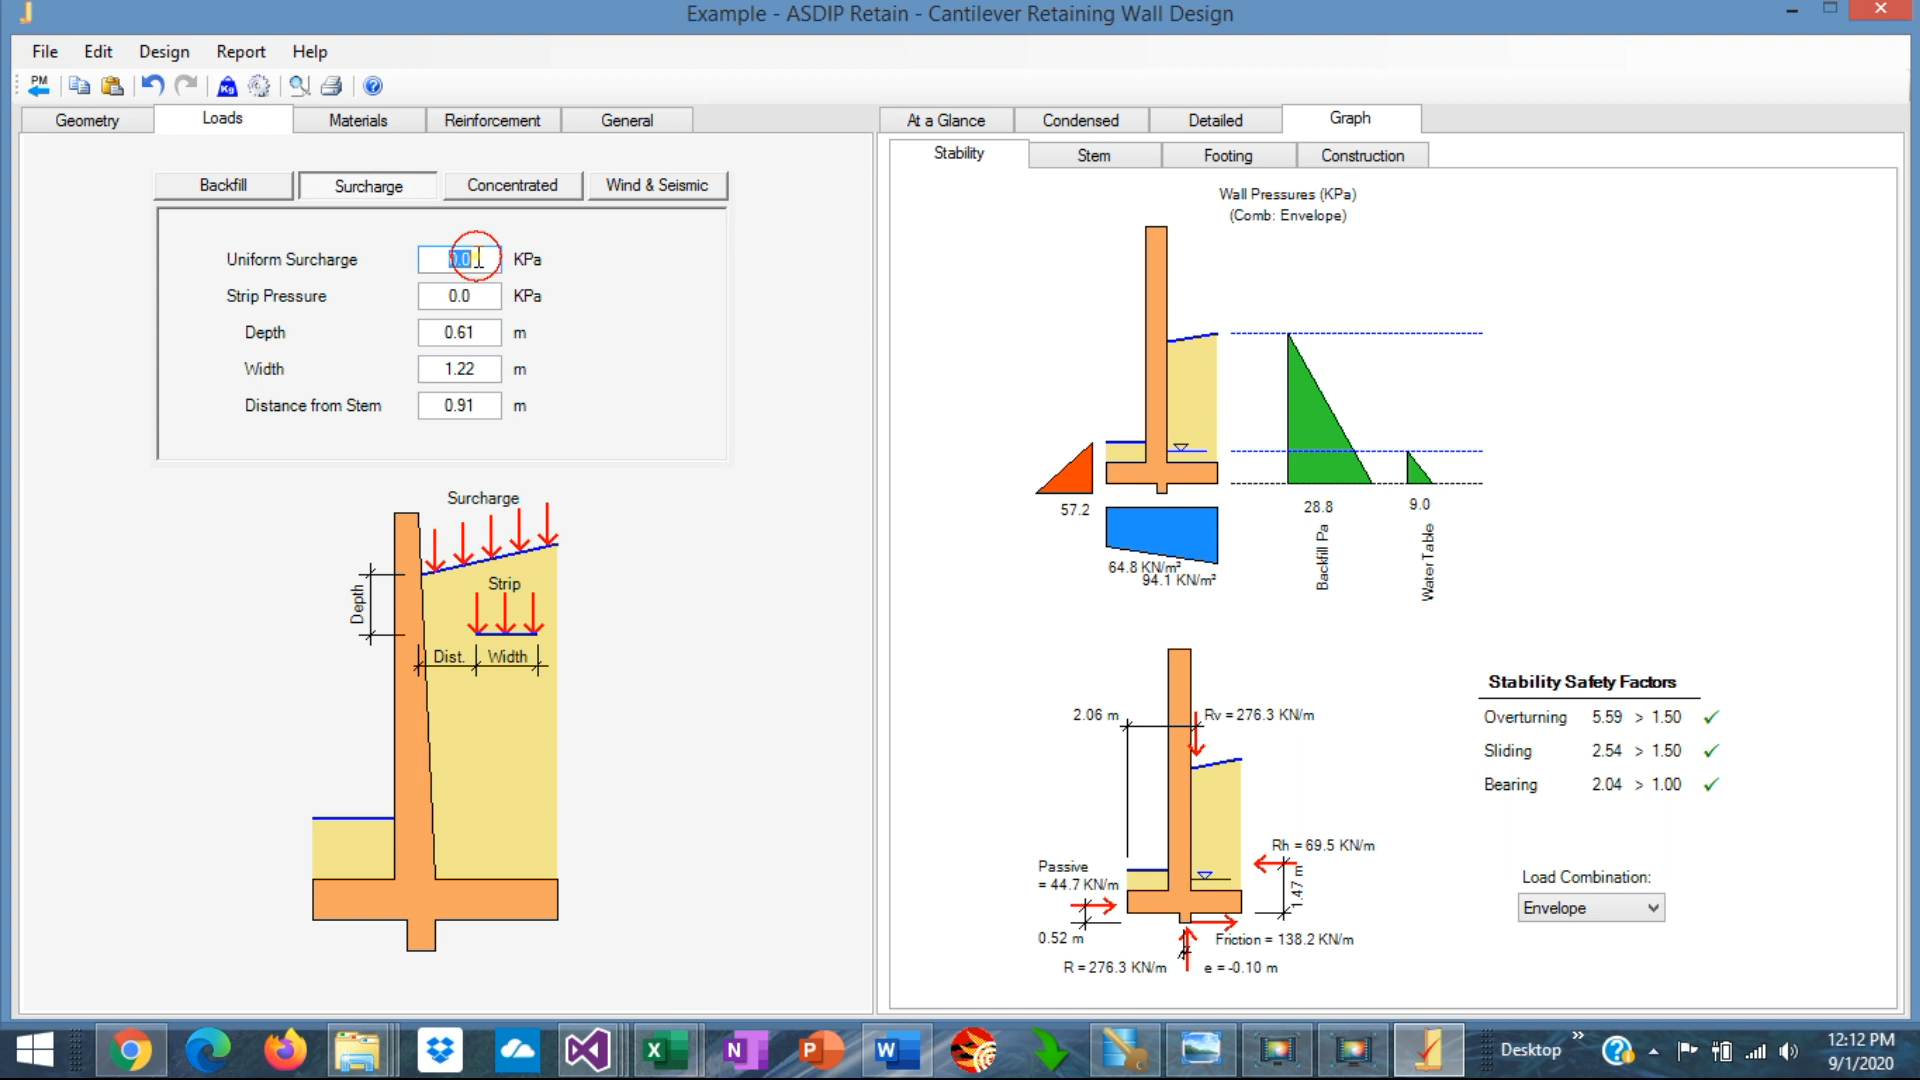 Example - ASDIP Retain - Cantilever Retaining Wall Design
File Edit Design Report Help
PM Kg
Geometry Loads Materials Reinforcement General
At a Glance Condensed Detailed Graph
Stability Stem Footing Construction
Backfill Surcharge Concentrated Wind & Seismic
Uniform Surcharge 0.0 KPa
Strip Pressure 0.0 KPa
Depth 0.61 m
Width 1.22 m
Distance from Stem 0.91 m
Surcharge
Strip
Depth
Dist. Width
Wall Pressures (KPa)
(Comb: Envelope)
57.2
28.8
9.0
64.8 KN/m²
94.1 KN/m²
Backfill Pa
Water Table
2.06 m
Rv = 276.3 KN/m
Rh = 69.5 KN/m
1.47 m
Passive
= 44.7 KN/m
0.52 m
Friction = 138.2 KN/m
R = 276.3 KN/m
e = -0.10 m
Stability Safety Factors
Overturning 5.59 > 1.50 ✓
Sliding 2.54 > 1.50 ✓
Bearing 2.04 > 1.00 ✓
Load Combination:
Envelope
Desktop
12:12 PM
9/1/2020